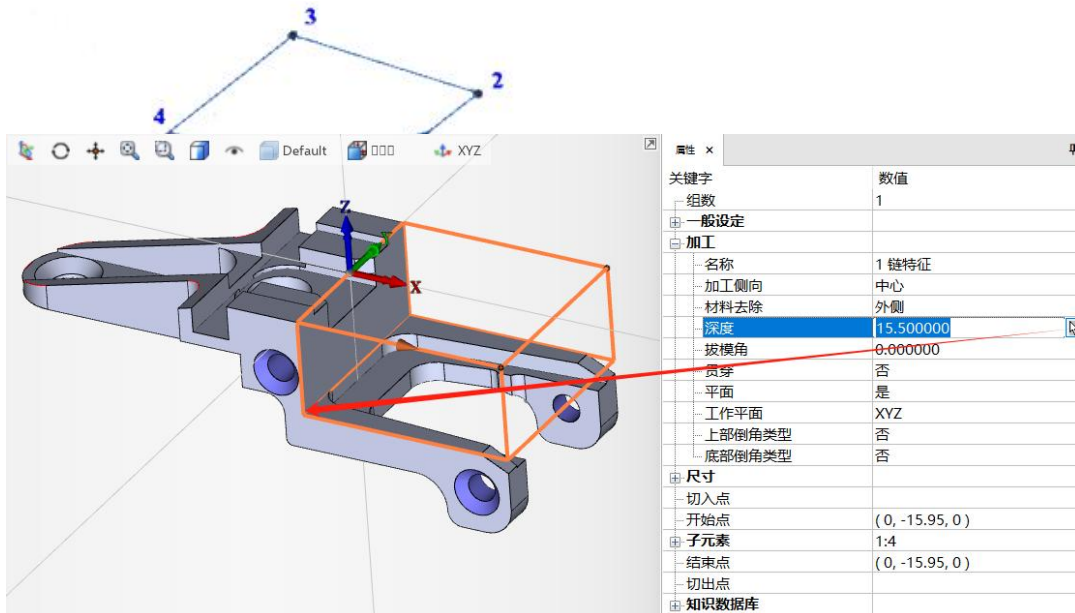 3
2
4
Default
XYZ
属性 ×
Z
Y
X
关键字 数值
组数 1
一般设定
加工
名称 1 链特征
加工侧向 中心
材料去除 外侧
深度 15.500000
拔模角 0.000000
贯穿 否
平面 是
工作平面 XYZ
上部倒角类型 否
底部倒角类型 否
尺寸
切入点
开始点 ( 0, -15.95, 0 )
子元素 1:4
结束点 ( 0, -15.95, 0 )
切出点
知识数据库